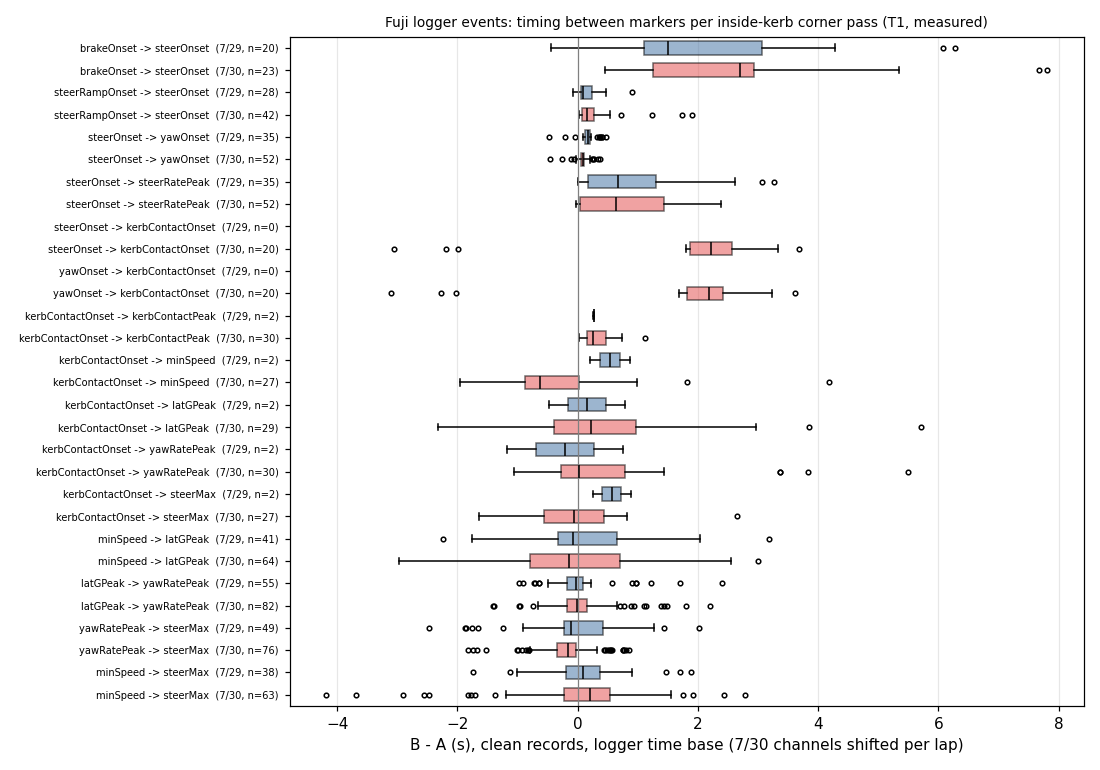 Fuji logger events: timing between markers per inside-kerb corner pass (T1, measured)
brakeOnset -> steerOnset (7/29, n=20)
brakeOnset -> steerOnset (7/30, n=23)
steerRampOnset -> steerOnset (7/29, n=28)
steerRampOnset -> steerOnset (7/30, n=42)
steerOnset -> yawOnset (7/29, n=35)
steerOnset -> yawOnset (7/30, n=52)
steerOnset -> steerRatePeak (7/29, n=35)
steerOnset -> steerRatePeak (7/30, n=52)
steerOnset -> kerbContactOnset (7/29, n=0)
steerOnset -> kerbContactOnset (7/30, n=20)
yawOnset -> kerbContactOnset (7/29, n=0)
yawOnset -> kerbContactOnset (7/30, n=20)
kerbContactOnset -> kerbContactPeak (7/29, n=2)
kerbContactOnset -> kerbContactPeak (7/30, n=30)
kerbContactOnset -> minSpeed (7/29, n=2)
kerbContactOnset -> minSpeed (7/30, n=27)
kerbContactOnset -> latGPeak (7/29, n=2)
kerbContactOnset -> latGPeak (7/30, n=29)
kerbContactOnset -> yawRatePeak (7/29, n=2)
kerbContactOnset -> yawRatePeak (7/30, n=30)
kerbContactOnset -> steerMax (7/29, n=2)
kerbContactOnset -> steerMax (7/30, n=27)
minSpeed -> latGPeak (7/29, n=41)
minSpeed -> latGPeak (7/30, n=64)
latGPeak -> yawRatePeak (7/29, n=55)
latGPeak -> yawRatePeak (7/30, n=82)
yawRatePeak -> steerMax (7/29, n=49)
yawRatePeak -> steerMax (7/30, n=76)
minSpeed -> steerMax (7/29, n=38)
minSpeed -> steerMax (7/30, n=63)
−4 −2 0 2 4 6 8
B - A (s), clean records, logger time base (7/30 channels shifted per lap)